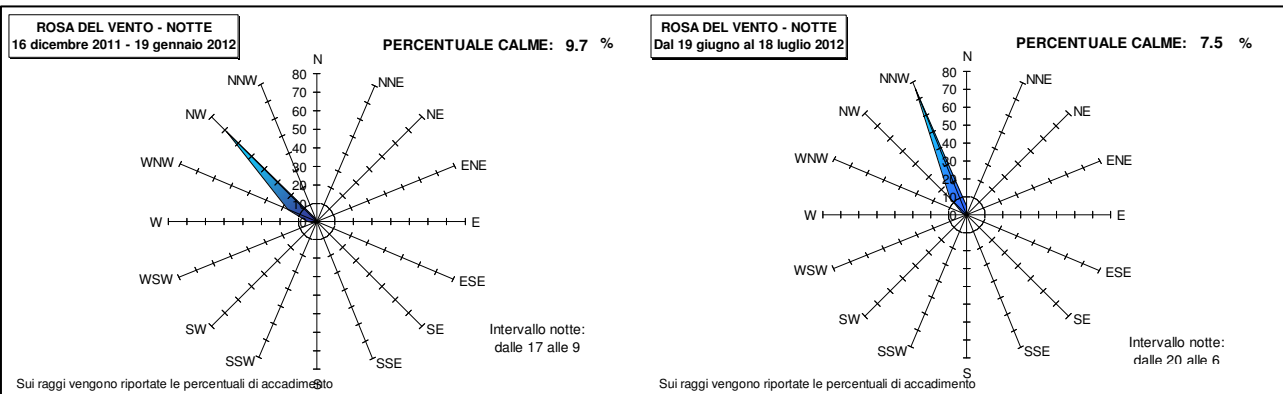 ROSA DEL VENTO - NOTTE
16 dicembre 2011 - 19 gennaio 2012
PERCENTUALE CALME: 9.7 %
N
NNE
NE
ENE
E
ESE
SE
SSE
S
SSW
SW
WSW
W
WNW
NW
NNW
80
70
60
50
40
30
20
10
0
Intervallo notte:
dalle 17 alle 9
Sui raggi vengono riportate le percentuali di accadimento
ROSA DEL VENTO - NOTTE
Dal 19 giugno al 18 luglio 2012
PERCENTUALE CALME: 7.5 %
N
NNE
NE
ENE
E
ESE
SE
SSE
S
SSW
SW
WSW
W
WNW
NW
NNW
80
70
60
50
40
30
20
10
0
Intervallo notte:
dalle 20 alle 6
Sui raggi vengono riportate le percentuali di accadimento